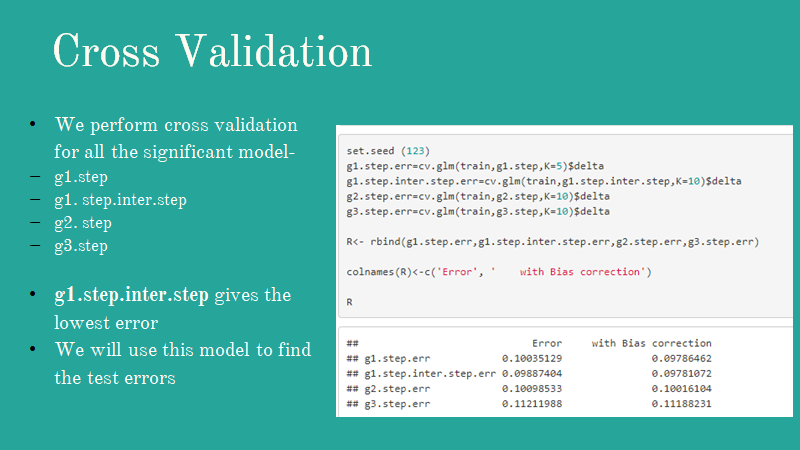 Cross Validation
• We perform cross validation
for all the significant model-
– g1.step
– g1. step.inter.step
– g2. step
– g3.step
• g1.step.inter.step gives the
lowest error
• We will use this model to find
the test errors
set.seed (123)
g1.step.err=cv.glm(train,g1.step,K=5)$delta
g1.step.inter.step.err=cv.glm(train,g1.step.inter.step,K=10)$delta
g2.step.err=cv.glm(train,g2.step,K=10)$delta
g3.step.err=cv.glm(train,g3.step,K=10)$delta
R<- rbind(g1.step.err,g1.step.inter.step.err,g2.step.err,g3.step.err)
colnames(R)<-c('Error', '    with Bias correction')
R
##                            Error     with Bias correction
## g1.step.err            0.10035129               0.09786462
## g1.step.inter.step.err 0.09887404               0.09781072
## g2.step.err            0.10098533               0.10016104
## g3.step.err            0.11211988               0.11188231